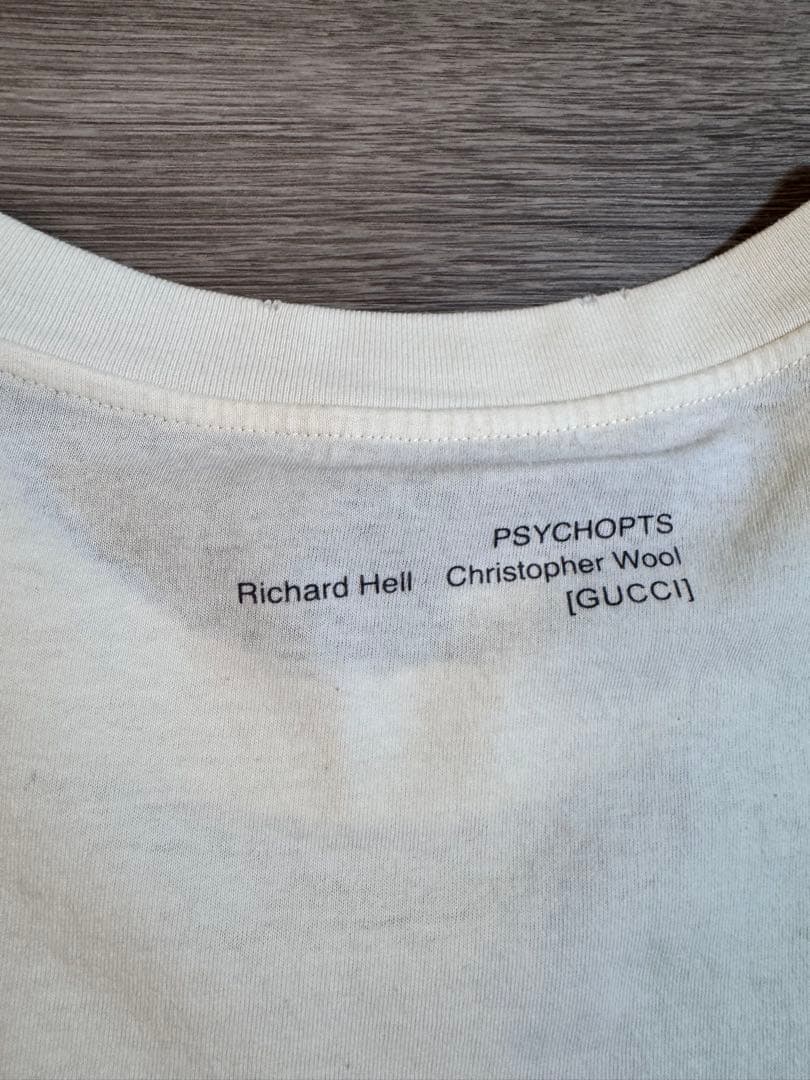 PSYCHOPTS
Richard Hell Christopher Wool
[GUCCI]